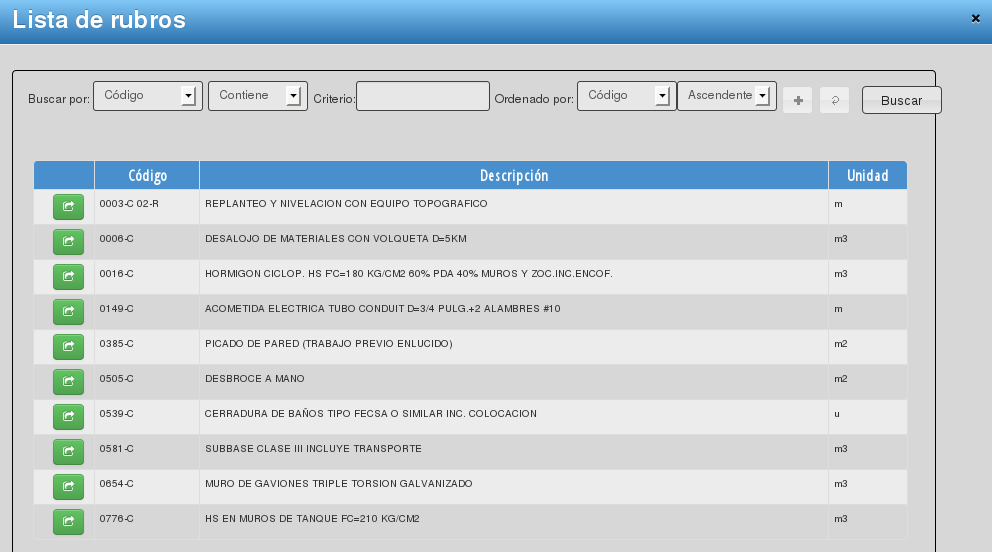 Lista de rubros
Buscar por: Código Contiene Criterio: Ordenado por: Código Ascendente Buscar
Código Descripción Unidad
0003-C 02-R REPLANTEO Y NIVELACION CON EQUIPO TOPOGRAFICO m
0006-C DESALOJO DE MATERIALES CON VOLQUETA D=5KM m3
0016-C HORMIGON CICLOP. HS F'C=180 KG/CM2 60% PDA 40% MUROS Y ZOC.INC.ENCOF. m3
0149-C ACOMETIDA ELECTRICA TUBO CONDUIT D=3/4 PULG.+2 ALAMBRES #10 m
0385-C PICADO DE PARED (TRABAJO PREVIO ENLUCIDO) m2
0505-C DESBROCE A MANO m2
0539-C CERRADURA DE BAÑOS TIPO FECSA O SIMILAR INC. COLOCACION u
0581-C SUBBASE CLASE III INCLUYE TRANSPORTE m3
0654-C MURO DE GAVIONES TRIPLE TORSION GALVANIZADO m3
0776-C HS EN MUROS DE TANQUE FC=210 KG/CM2 m3